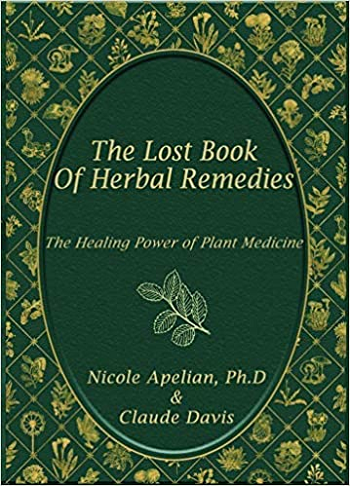 The Lost Book
Of Herbal Remedies
The Healing Power of Plant Medicine
Nicole Apelian, Ph.D
&
Claude Davis